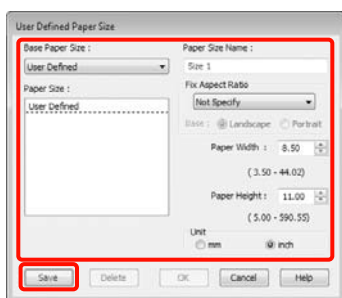 User Defined Paper Size
Base Paper Size :
User Defined
Paper Size :
User Defined
Paper Size Name :
Size 1
Fix Aspect Ratio
Not Specify
Base : Landscape Portrait
Paper Width : 8.50
(3.50 - 44.02)
Paper Height : 11.00
(5.00 - 590.55)
Unit
mm inch
Save Delete OK Cancel Help